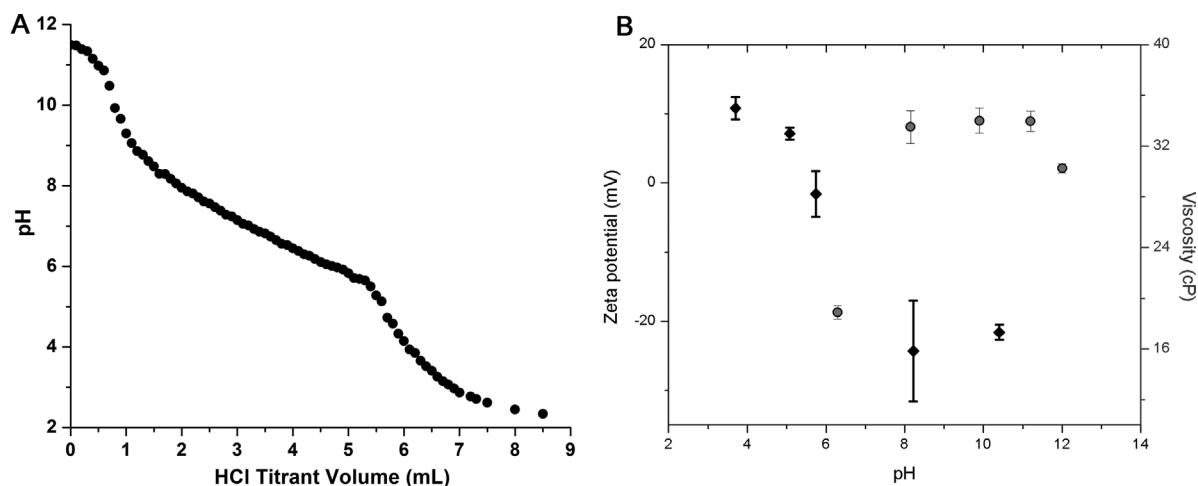 A
12
10
8
6
4
2
pH
0 1 2 3 4 5 6 7 8 9
HCl Titrant Volume (mL)
B
20
0
-20
Zeta potential (mV)
40
32
24
16
Viscosity (cP)
2 4 6 8 10 12 14
pH